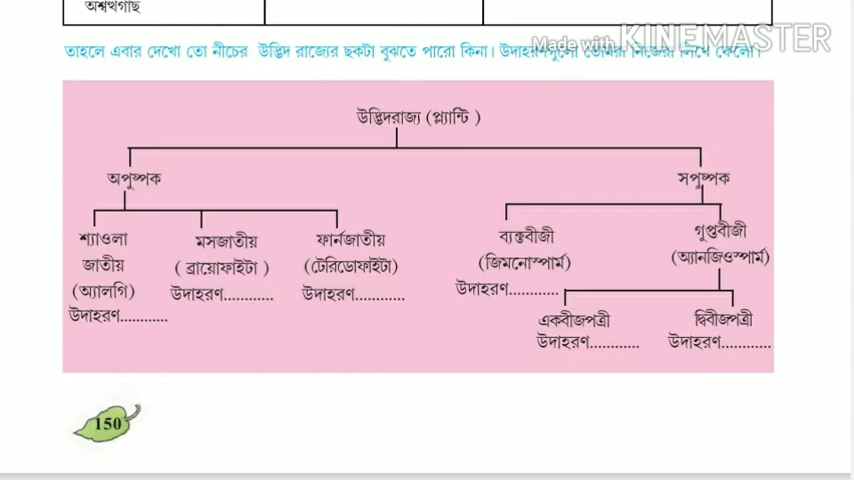 অশ্বত্থগাছ
তাহলে এবার দেখো তো নীচের উদ্ভিদ রাজ্যের ছকটা বুঝতে পারো কিনা। উদাহরণগুলো তোমরা নিজেরা লিখে ফেলো।
Made with KINEMASTER
উদ্ভিদরাজ্য (প্ল্যান্টি )
অপুষ্পক
সপুষ্পক
শ্যাওলা
জাতীয়
(অ্যালগি)
উদাহরণ...........
মসজাতীয়
( ব্রায়োফাইটা )
উদাহরণ...........
ফার্নজাতীয়
(টেরিডোফাইটা)
উদাহরণ...........
ব্যক্তবীজী
(জিমনোস্পার্ম)
উদাহরণ...........
গুপ্তবীজী
(অ্যানজিওস্পার্ম)
একবীজপত্রী
উদাহরণ...........
দ্বিবীজপত্রী
উদাহরণ...........
150